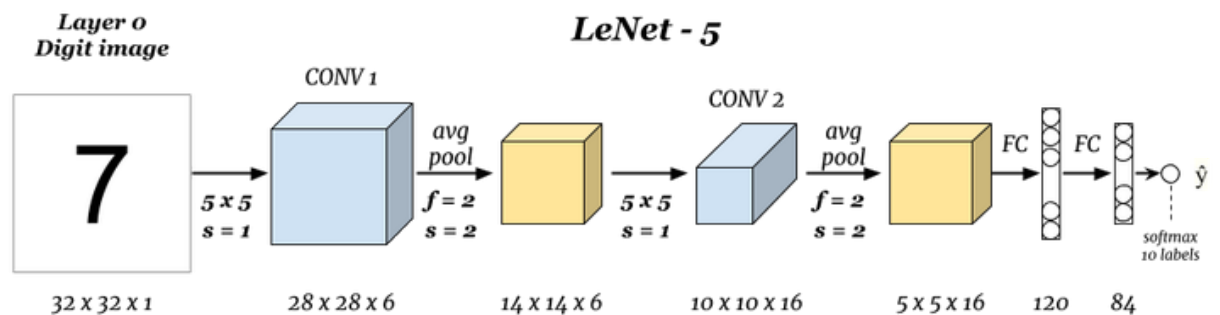 Layer 0
Digit image
LeNet - 5
7
5 x 5
s = 1
CONV 1
avg
pool
f = 2
s = 2
5 x 5
s = 1
CONV 2
avg
pool
f = 2
s = 2
FC
FC
ŷ
softmax
10 labels
32 x 32 x 1
28 x 28 x 6
14 x 14 x 6
10 x 10 x 16
5 x 5 x 16
120
84